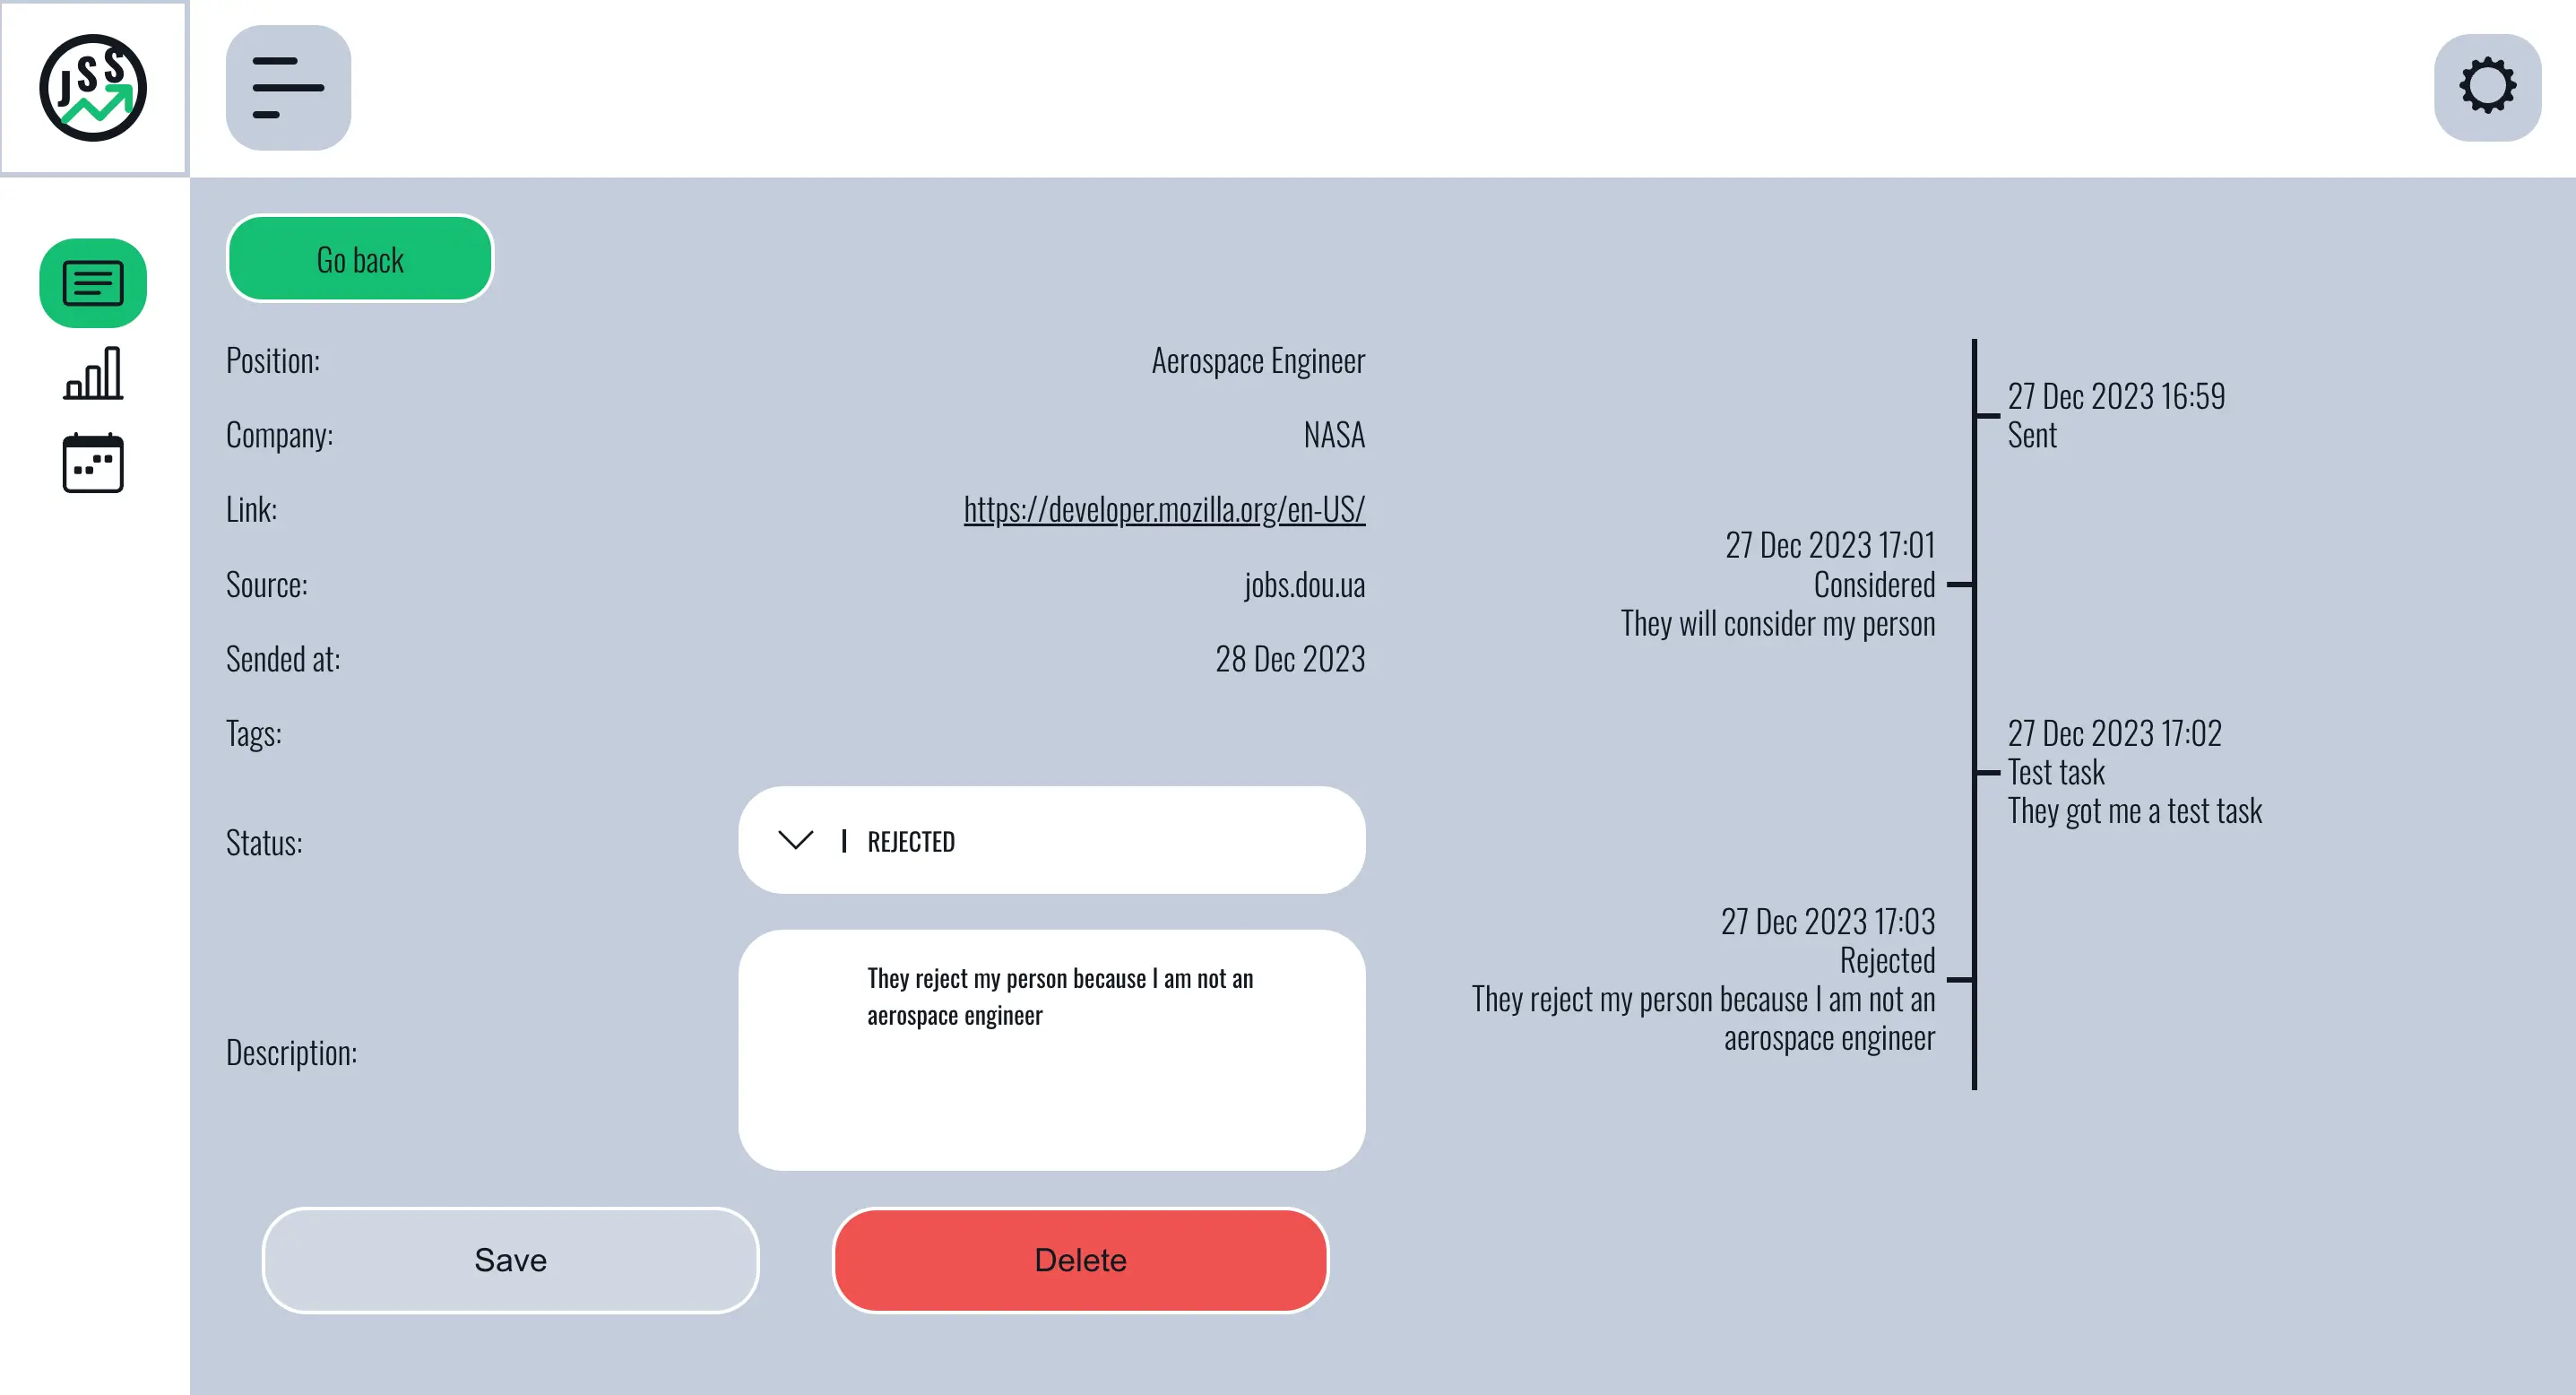 JSS
Go back
Position:
Aerospace Engineer
Company:
NASA
Link:
https://developer.mozilla.org/en-US/
Source:
jobs.dou.ua
Sended at:
28 Dec 2023
Tags:
Status:
REJECTED
Description:
They reject my person because I am not an
aerospace engineer
Save
Delete
27 Dec 2023 16:59
Sent
27 Dec 2023 17:01
Considered
They will consider my person
27 Dec 2023 17:02
Test task
They got me a test task
27 Dec 2023 17:03
Rejected
They reject my person because I am not an
aerospace engineer